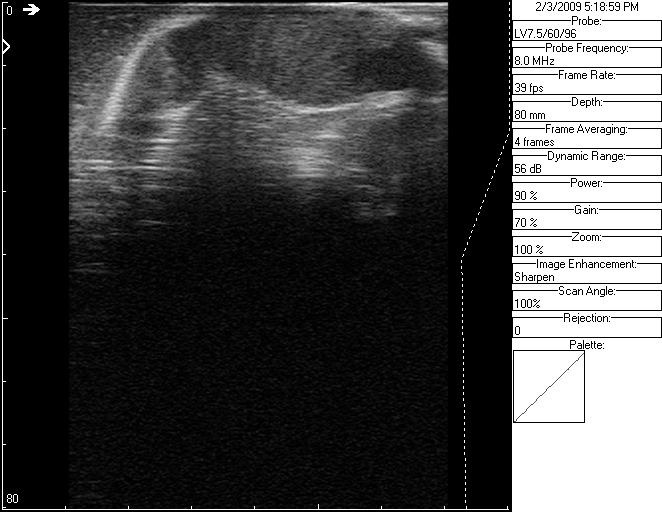 0
80
2/3/2009 5:18:59 PM
Probe:
LV7.5/60/96
Probe Frequency:
8.0 MHz
Frame Rate:
39 fps
Depth:
80 mm
Frame Averaging:
4 frames
Dynamic Range:
56 dB
Power:
90 %
Gain:
70 %
Zoom:
100 %
Image Enhancement:
Sharpen
Scan Angle:
100%
Rejection:
0
Palette: